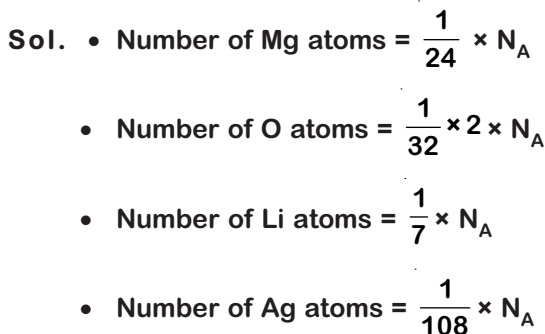 Sol. • Number of Mg atoms = 1/24 × N_A
• Number of O atoms = 1/32 × 2 × N_A
• Number of Li atoms = 1/7 × N_A
• Number of Ag atoms = 1/108 × N_A